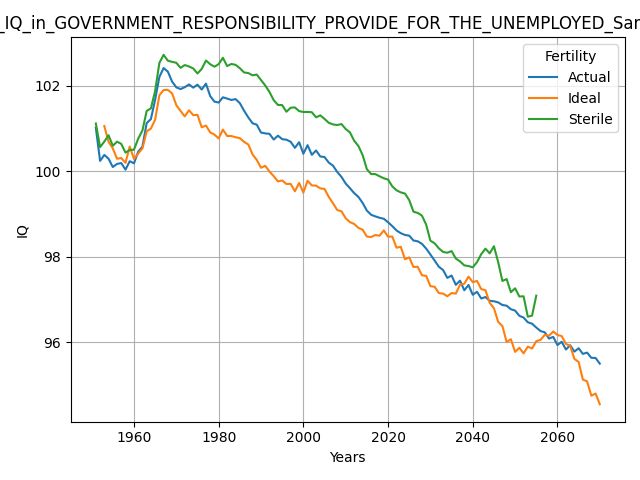 _IQ_in_GOVERNMENT_RESPONSIBILITY_PROVIDE_FOR_THE_UNEMPLOYED_Sar
Fertility
Actual
Ideal
Sterile
102
100
98
96
IQ
1960 1980 2000 2020 2040 2060
Years